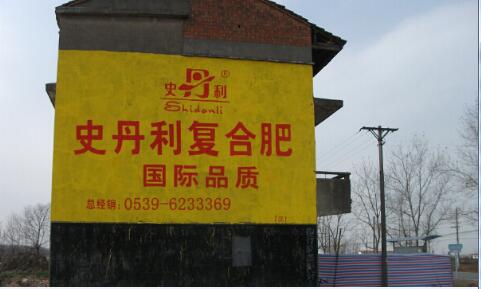 史丹利®
Shidanli
史丹利复合肥
国际品质
总经销：0539-6233369